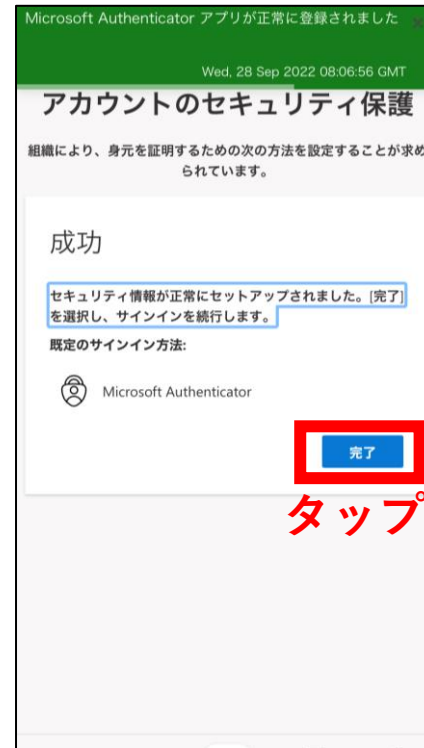 Microsoft Authenticator アプリが正常に登録されました
Wed, 28 Sep 2022 08:06:56 GMT
アカウントのセキュリティ保護
組織により、身元を証明するための次の方法を設定することが求め
られています。
成功
セキュリティ情報が正常にセットアップされました。[完了]
を選択し、サインインを続行します。
既定のサインイン方法:
Microsoft Authenticator
完了
タップ